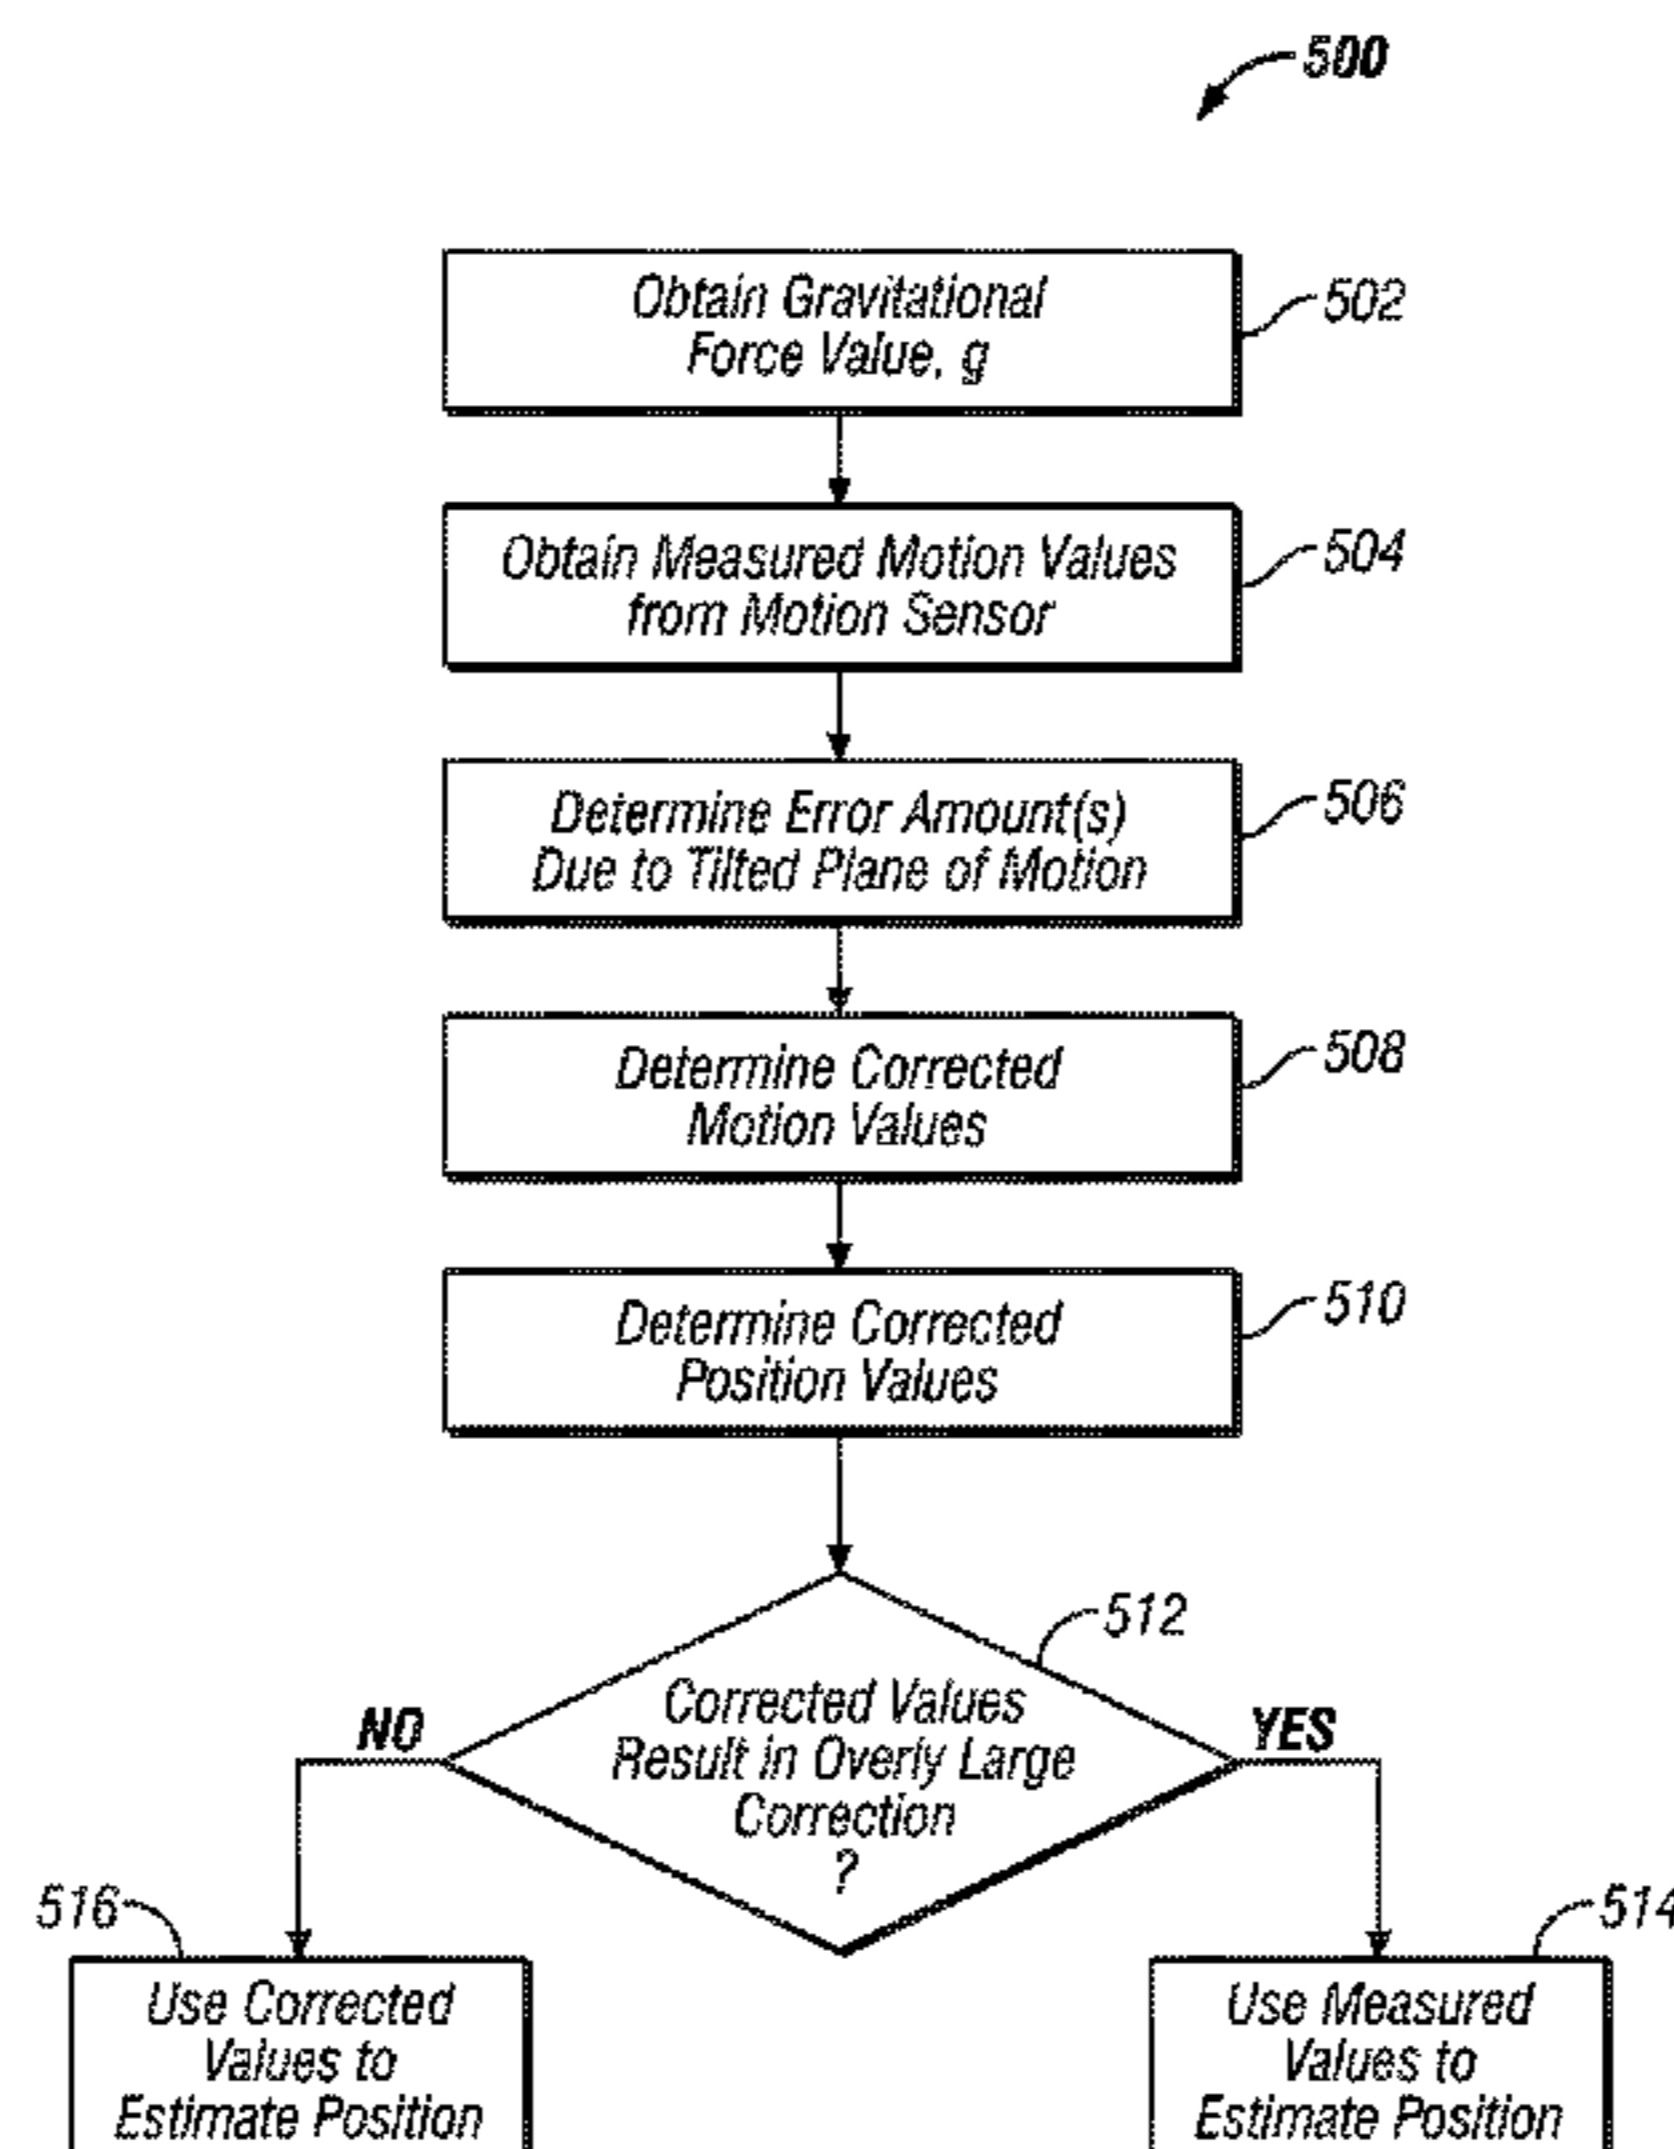 500
Obtain Gravitational
Force Value, g
502
Obtain Measured Motion Values
from Motion Sensor
504
Determine Error Amount(s)
Due to Tilted Plane of Motion
506
Determine Corrected
Motion Values
508
Determine Corrected
Position Values
510
512
Corrected Values
Result in Overly Large
Correction
?
NO
YES
516
Use Corrected
Values to
Estimate Position
514
Use Measured
Values to
Estimate Position